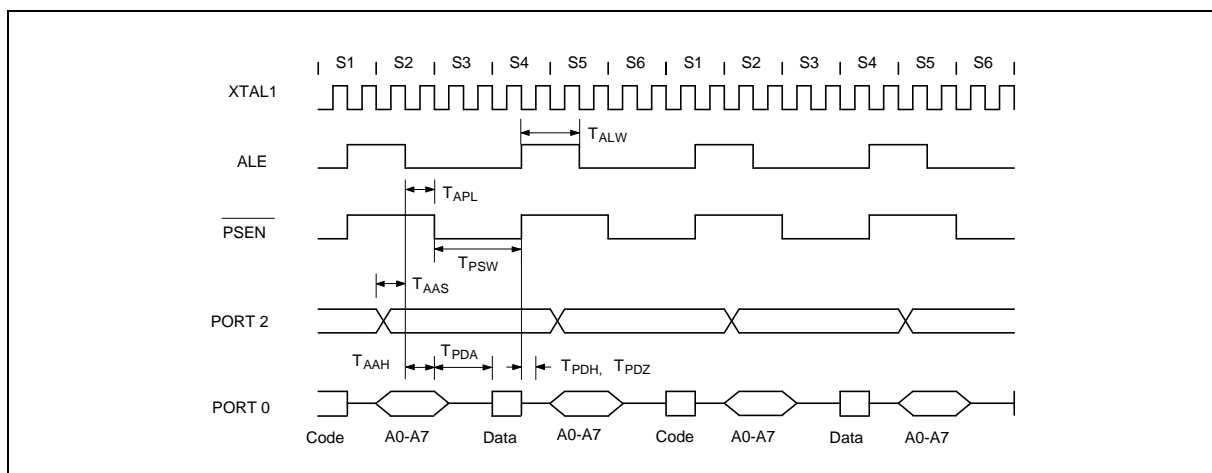 S1 S2 S3 S4 S5 S6 S1 S2 S3 S4 S5 S6
XTAL1
TALW
ALE
TAPL
PSEN
TPSW
TAAS
PORT 2
TAAH TPDA TPDH, TPDZ
PORT 0
Code A0-A7 Data A0-A7 Code A0-A7 Data A0-A7